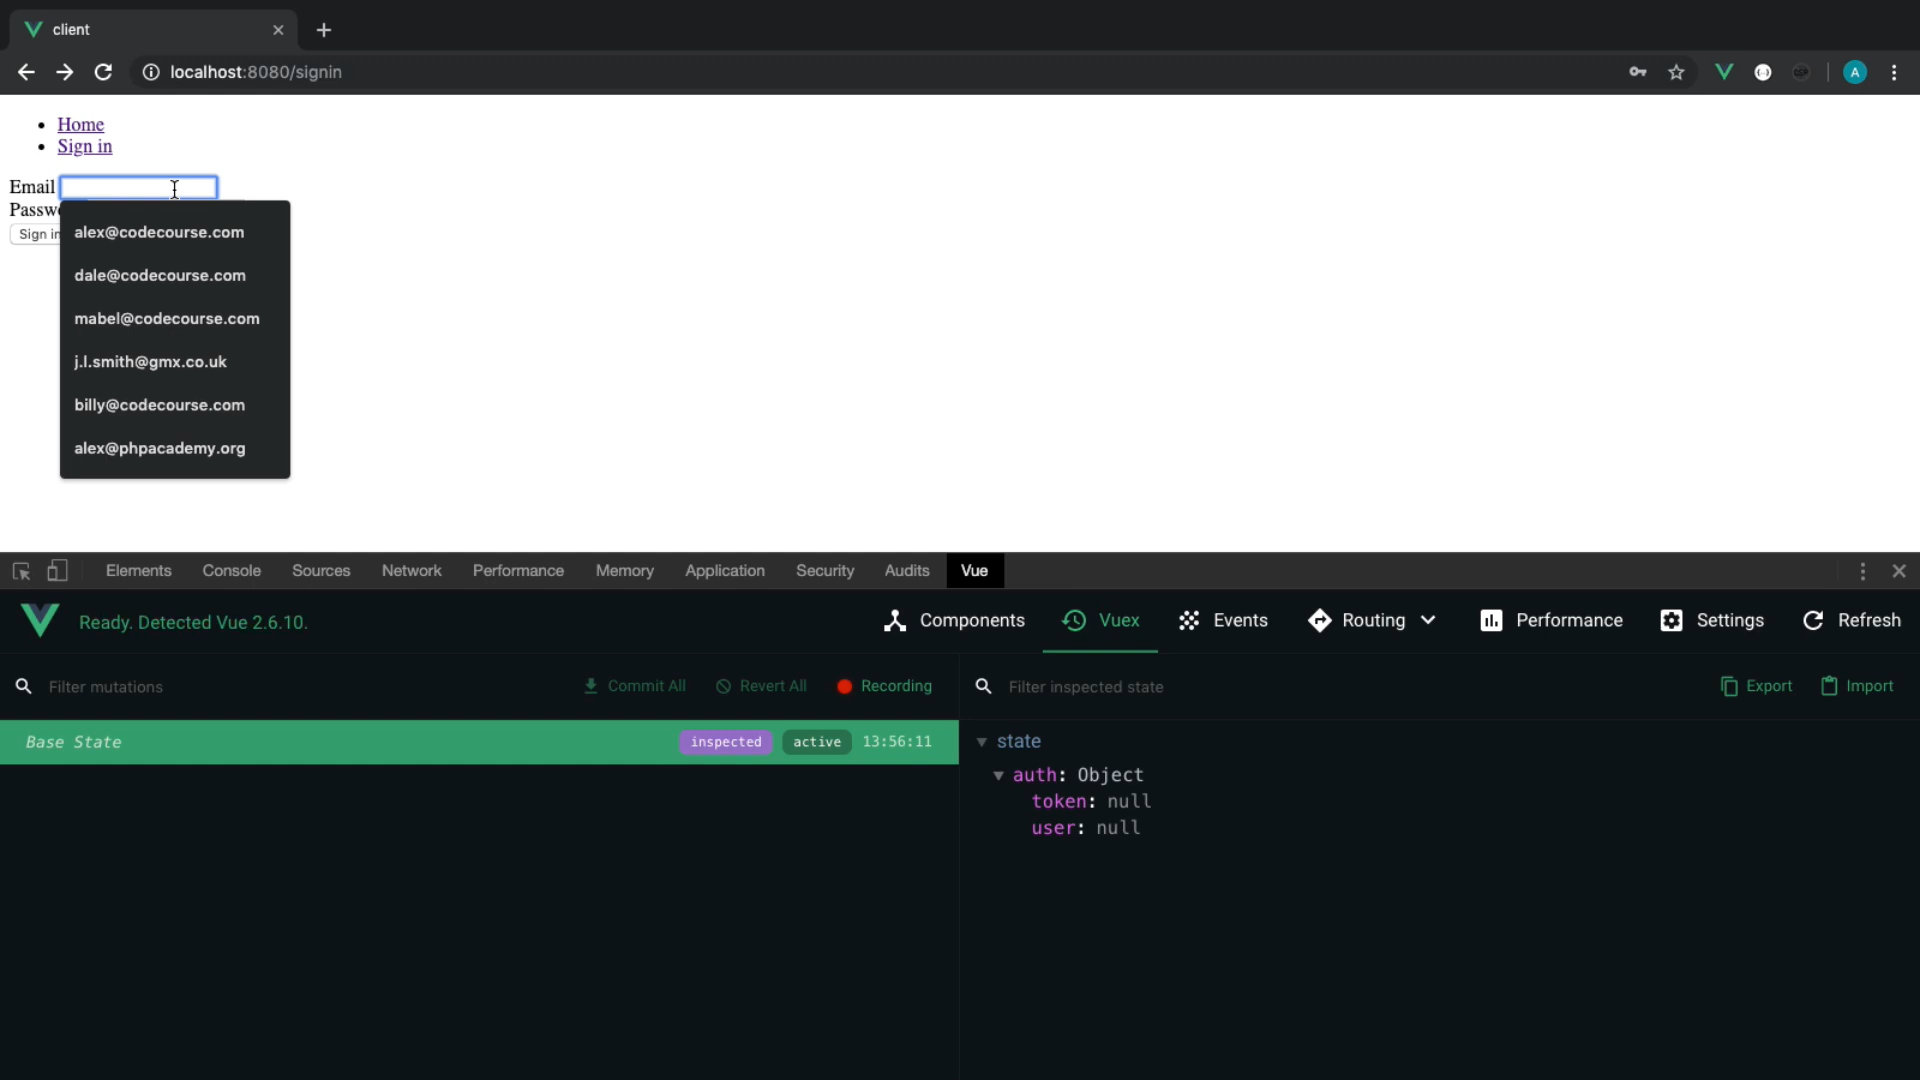 client
localhost:8080/signin
A
Home
Sign in
Email
Passw
Sign in
alex@codecourse.com
dale@codecourse.com
mabel@codecourse.com
j.l.smith@gmx.co.uk
billy@codecourse.com
alex@phpacademy.org
Elements Console Sources Network Performance Memory Application Security Audits Vue
Ready. Detected Vue 2.6.10.
Components Vuex Events Routing Performance Settings Refresh
Filter mutations Commit All Revert All Recording
Filter inspected state Export Import
Base State inspected active 13:56:11
state
auth: Object
token: null
user: null